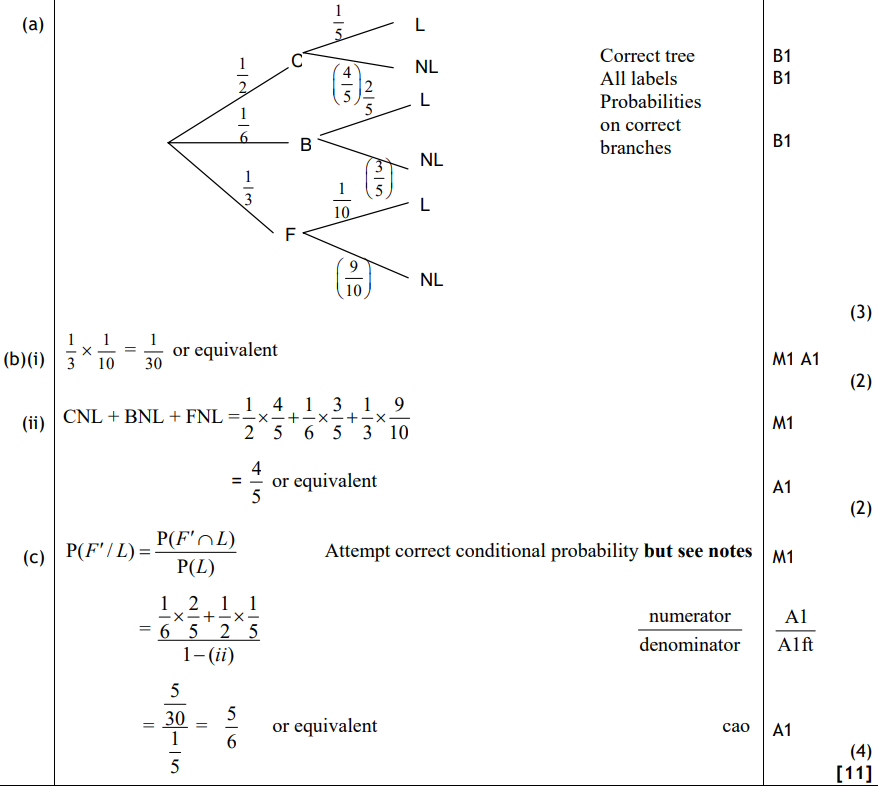 (a)
1/5 L
C
1/2 (4/5) NL
Correct tree B1
All labels B1
2/5 L
Probabilities
on correct
branches B1
1/6 B
(3/5) NL
1/3
1/10 L
F
(9/10) NL
(3)
(b)(i) 1/3 × 1/10 = 1/30 or equivalent M1 A1
(2)
(ii) CNL + BNL + FNL = 1/2 × 4/5 + 1/6 × 3/5 + 1/3 × 9/10 M1
= 4/5 or equivalent A1
(2)
(c) P(F′/L) = P(F′∩L)/P(L) Attempt correct conditional probability but see notes M1
= (1/6 × 2/5 + 1/2 × 1/5)/(1−(ii)) numerator/denominator A1/A1ft
= (5/30)/(1/5) = 5/6 or equivalent cao A1
(4)
[11]